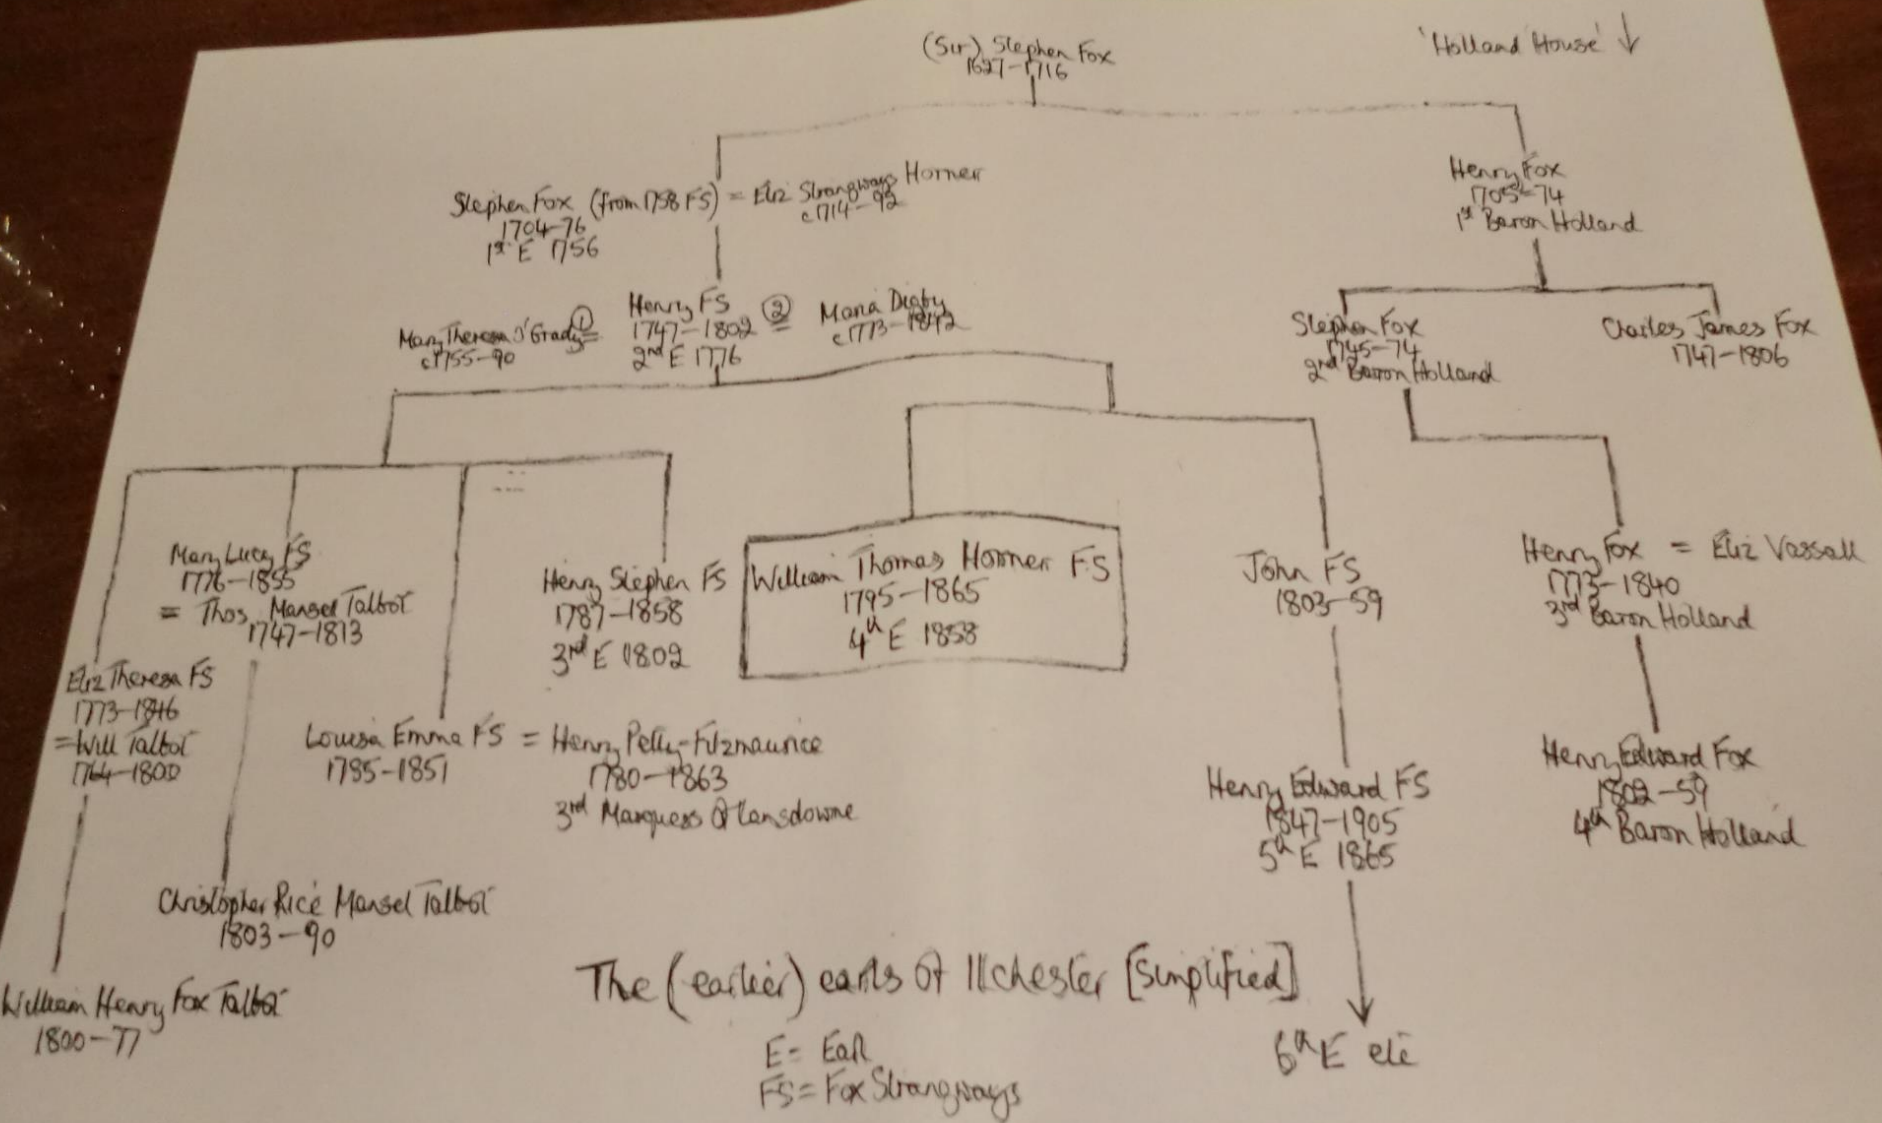 (Sir) Stephen Fox
1627-1716
'Holland House' ↓
Stephen Fox (from 1758 FS) = Eliz Strangways Horner
1704-76
c1714-92
1st E 1756
Henry Fox
1705-74
1st Baron Holland
Mary Theresa O'Grady ① =
c1755-90
Henry FS
1747-1802
2nd E 1776
② = Maria Digby
c1773-1842
Stephen Fox
1745-74
2nd Baron Holland
Charles James Fox
1747-1806
Mary Lucy FS
1776-1855
= Thos Mansel Talbot
1747-1813
Henry Stephen FS
1787-1858
3rd E 1802
William Thomas Horner FS
1795-1865
4th E 1858
John FS
1803-59
Henry Fox = Eliz Vassall
1773-1840
3rd Baron Holland
Eliz Theresa FS
1773-1846
= Will Talbot
1764-1800
Louisa Emma FS = Henry Petty-Fitzmaurice
1785-1851
1780-1863
3rd Marquess of Lansdowne
Henry Edward FS
1847-1905
5th E 1865
Henry Edward Fox
1802-59
4th Baron Holland
Christopher Rice Mansel Talbot
1803-90
William Henry Fox Talbot
1800-77
The (earlier) earls of Ilchester [simplified]
E = Earl
FS = Fox Strangways
6th E etc